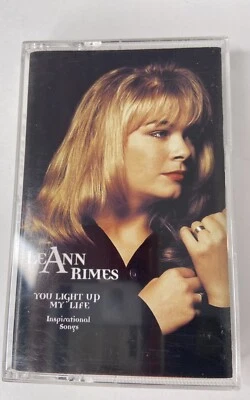 LEANN
RIMES
YOU LIGHT UP
MY LIFE
Inspirational
Songs